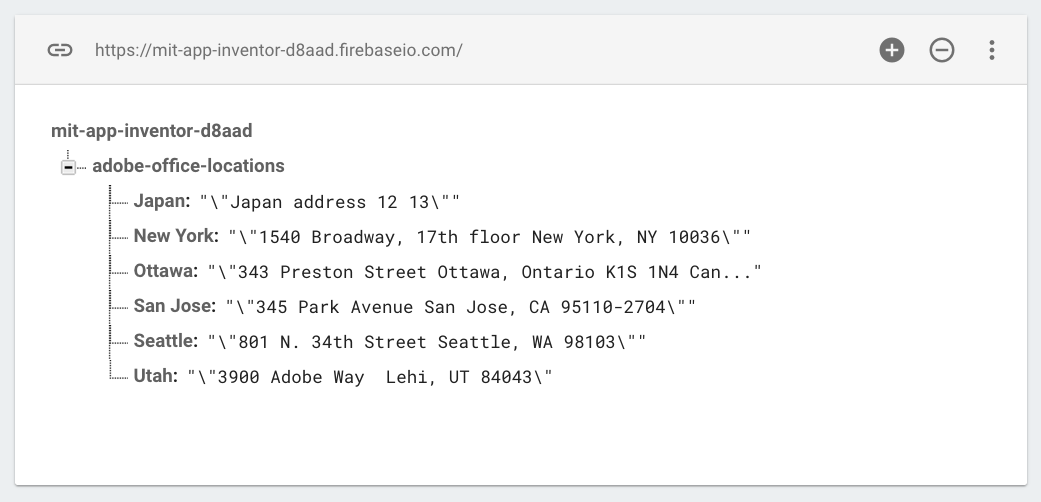 https://mit-app-inventor-d8aad.firebaseio.com/
mit-app-inventor-d8aad
adobe-office-locations
Japan: "\"Japan address 12 13\""
New York: "\"1540 Broadway, 17th floor New York, NY 10036\""
Ottawa: "\"343 Preston Street Ottawa, Ontario K1S 1N4 Can..."
San Jose: "\"345 Park Avenue San Jose, CA 95110-2704\""
Seattle: "\"801 N. 34th Street Seattle, WA 98103\""
Utah: "\"3900 Adobe Way  Lehi, UT 84043\"